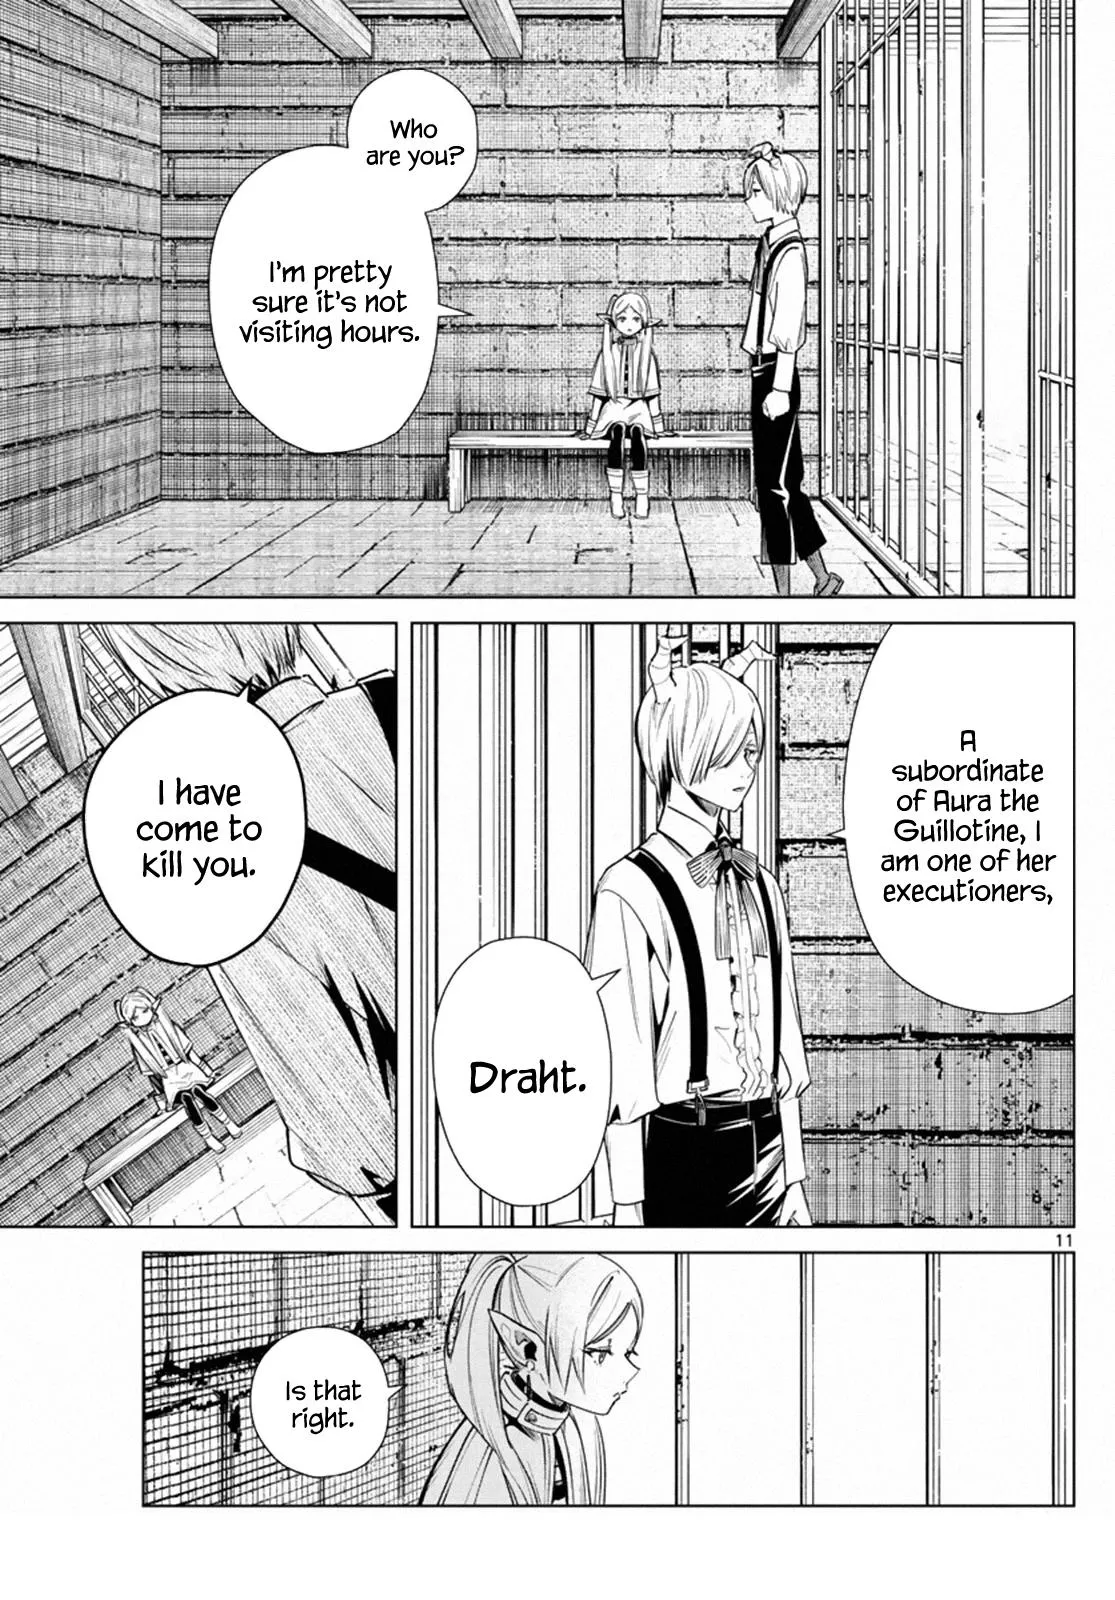 Who
are you?
I'm pretty
sure it's not
visiting hours.
A
subordinate
of Aura the
Guillotine, I
am one of her
executioners,
Draht.
I have
come to
kill you.
11
Is that
right.